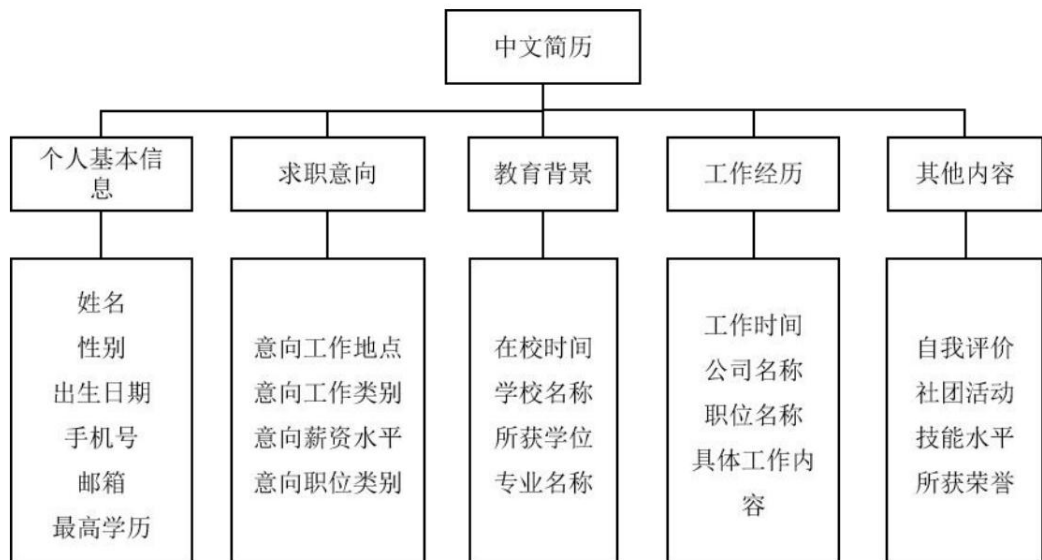 中文简历
个人基本信
息
求职意向
教育背景
工作经历
其他内容
姓名
性别
出生日期
手机号
邮箱
最高学历
意向工作地点
意向工作类别
意向薪资水平
意向职位类别
在校时间
学校名称
所获学位
专业名称
工作时间
公司名称
职位名称
具体工作内
容
自我评价
社团活动
技能水平
所获荣誉